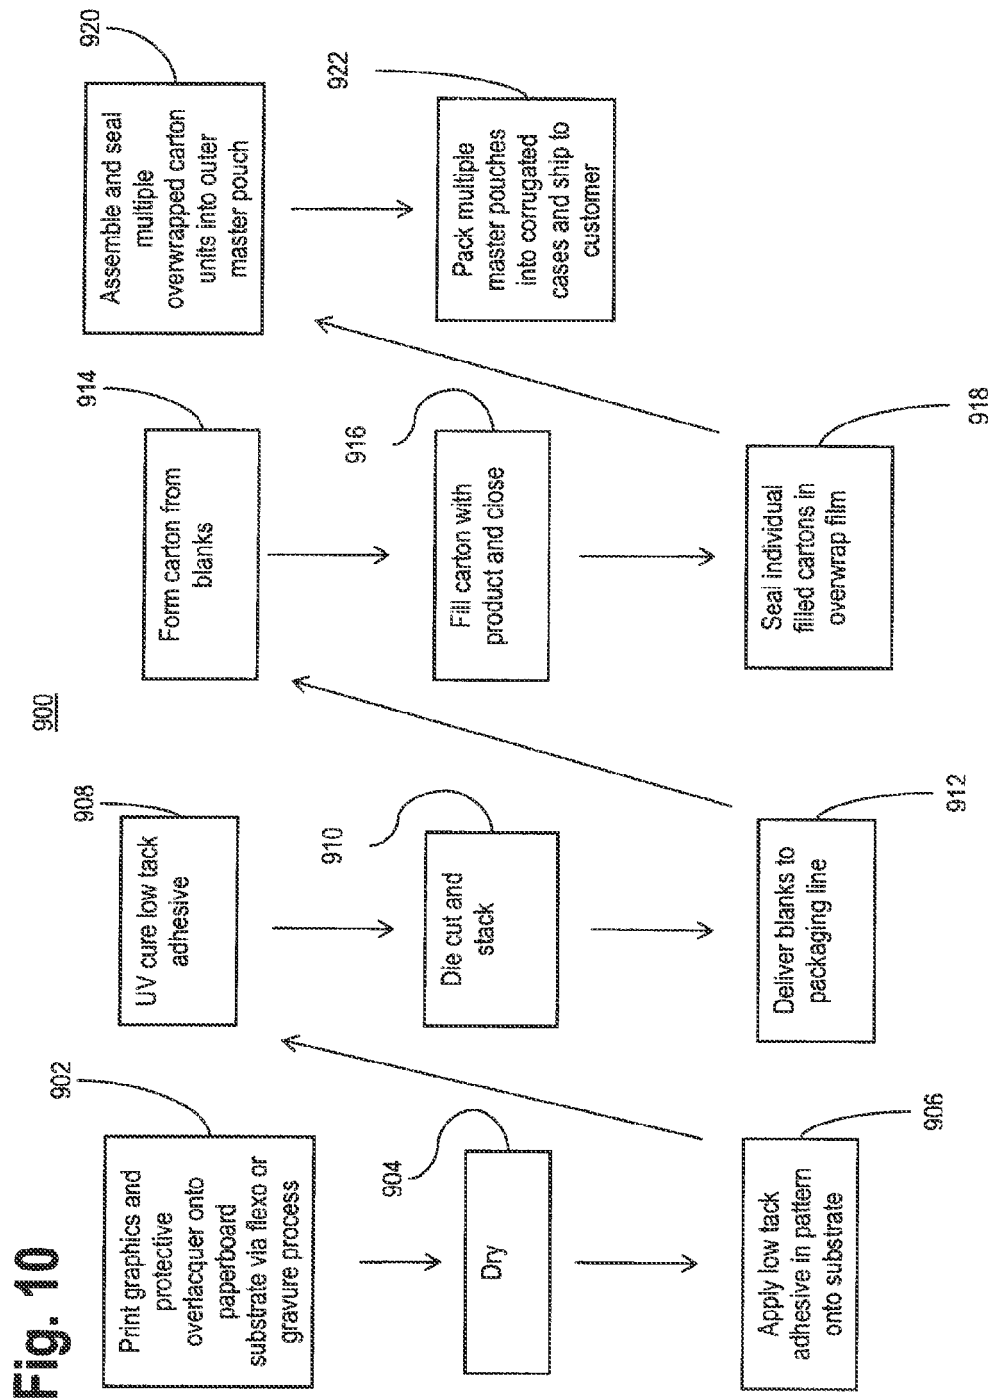 Fig. 10
900
Print graphics and
protective
overlacquer onto
paperboard
substrate via flexo or
gravure process
902
Dry
904
Apply low tack
adhesive in pattern
onto substrate
906
UV cure low tack
adhesive
908
Die cut and
stack
910
Deliver blanks to
packaging line
912
Form carton from
blanks
914
Fill carton with
product and close
916
Seal individual
filled cartons in
overwrap film
918
Assemble and seal
multiple
overwrapped carton
units into outer
master pouch
920
Pack multiple
master pouches
into corrugated
cases and ship to
customer
922